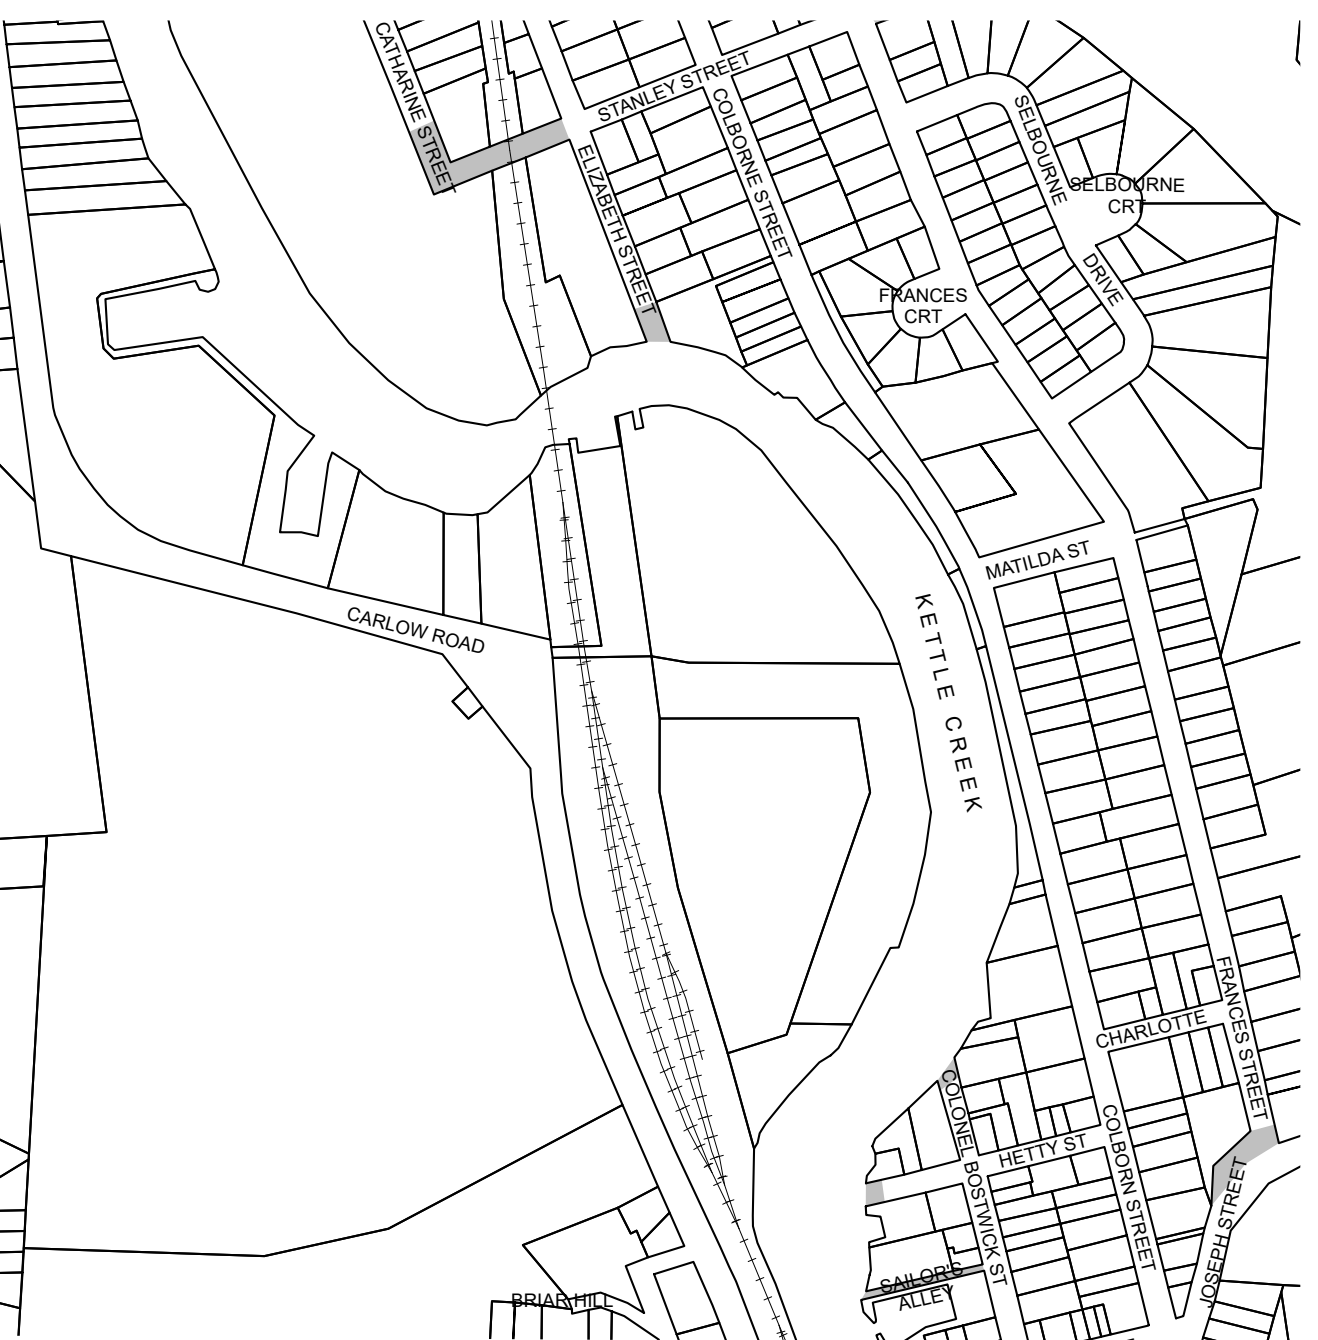 CATHARINE STREET
STANLEY STREET
COLBORNE STREET
ELIZABETH STREET
SELBOURNE
DRIVE
SELBOURNE
CRT
FRANCES
CRT
MATILDA ST
CARLOW ROAD
KETTLE CREEK
FRANCES STREET
CHARLOTTE
COLONEL BOSTWICK ST
HETTY ST
COLBORN STREET
JOSEPH STREET
SAILOR'S
ALLEY
BRIAR HILL